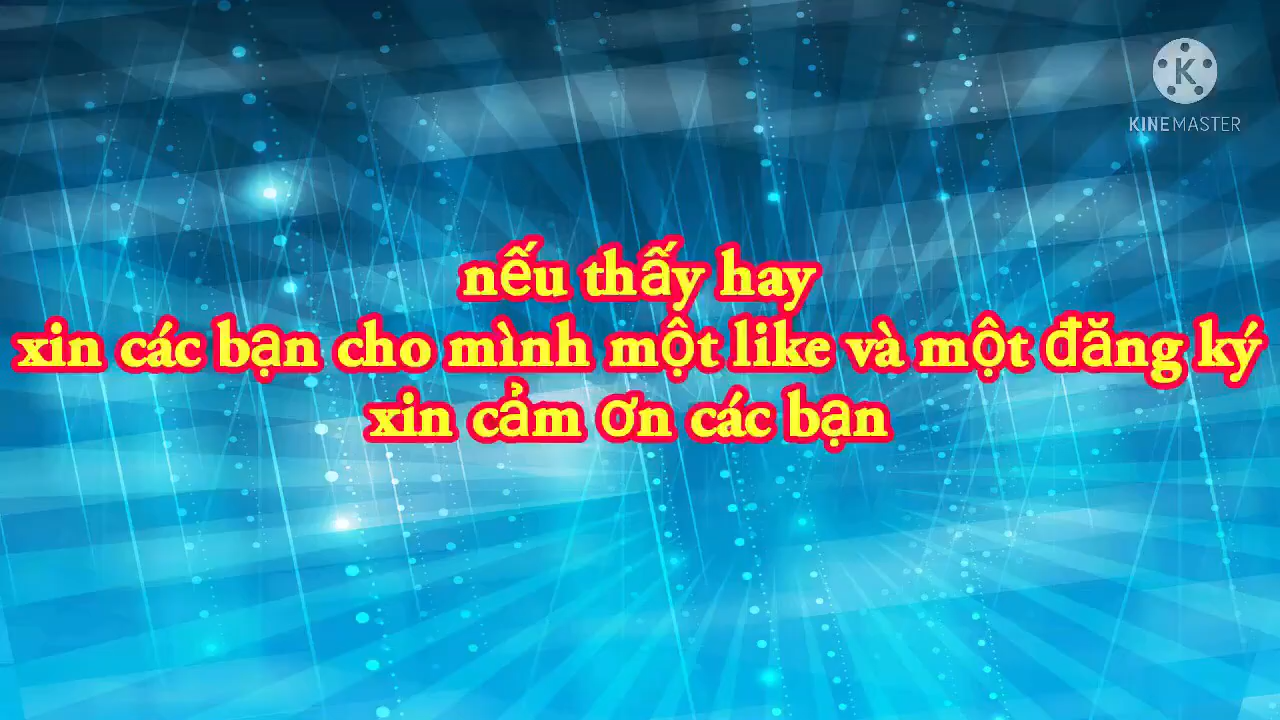 K
KINEMASTER
nếu thấy hay
xin các bạn cho mình một like và một đăng ký
xin cảm ơn các bạn